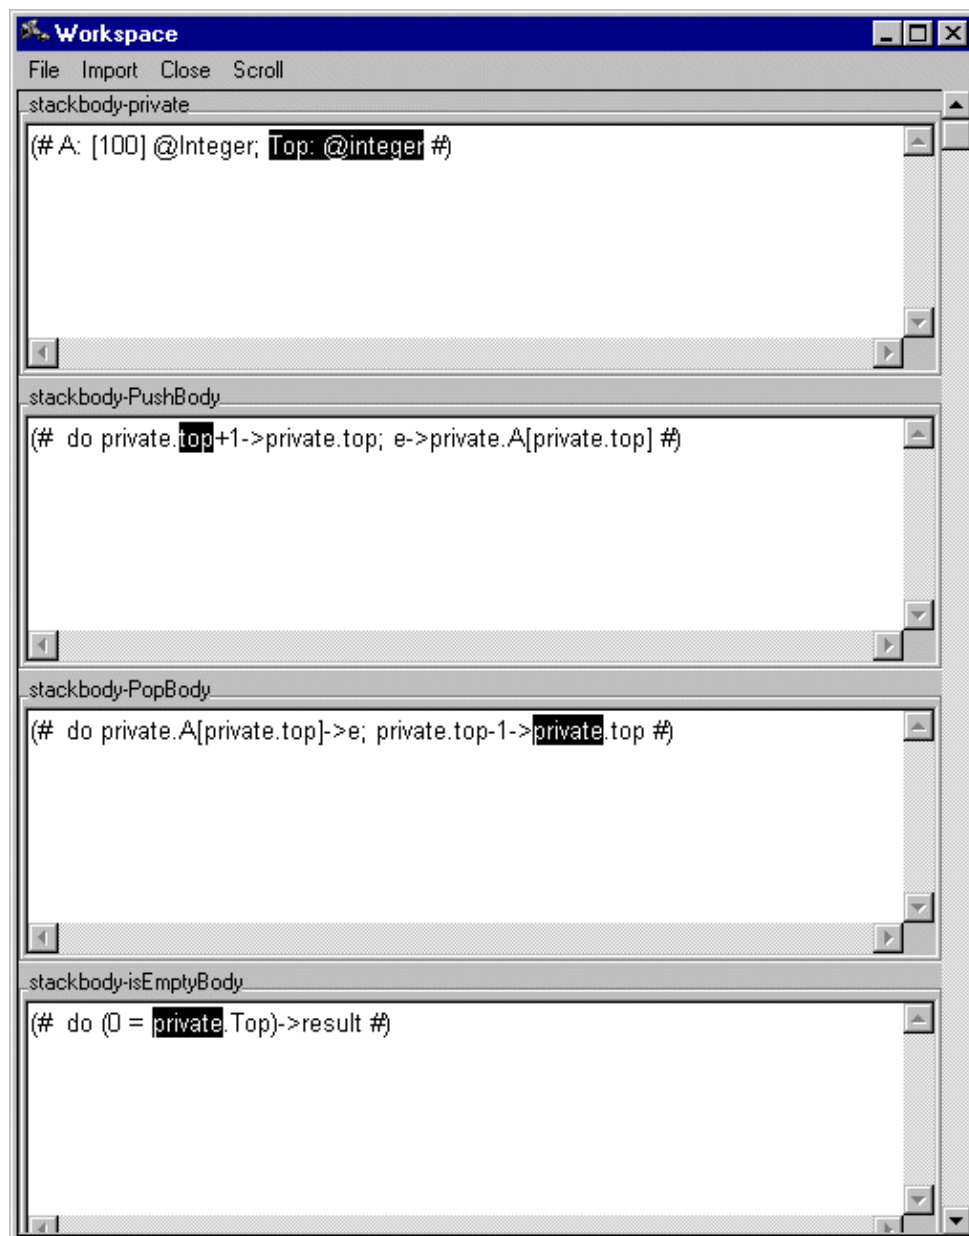 Workspace
File Import Close Scroll
stackbody-private
(# A: [100] @Integer; Top: @integer #)
stackbody-PushBody
(# do private.top+1->private.top; e->private.A[private.top] #)
stackbody-PopBody
(# do private.A[private.top]->e; private.top-1->private.top #)
stackbody-isEmptyBody
(# do (0 = private.Top)->result #)